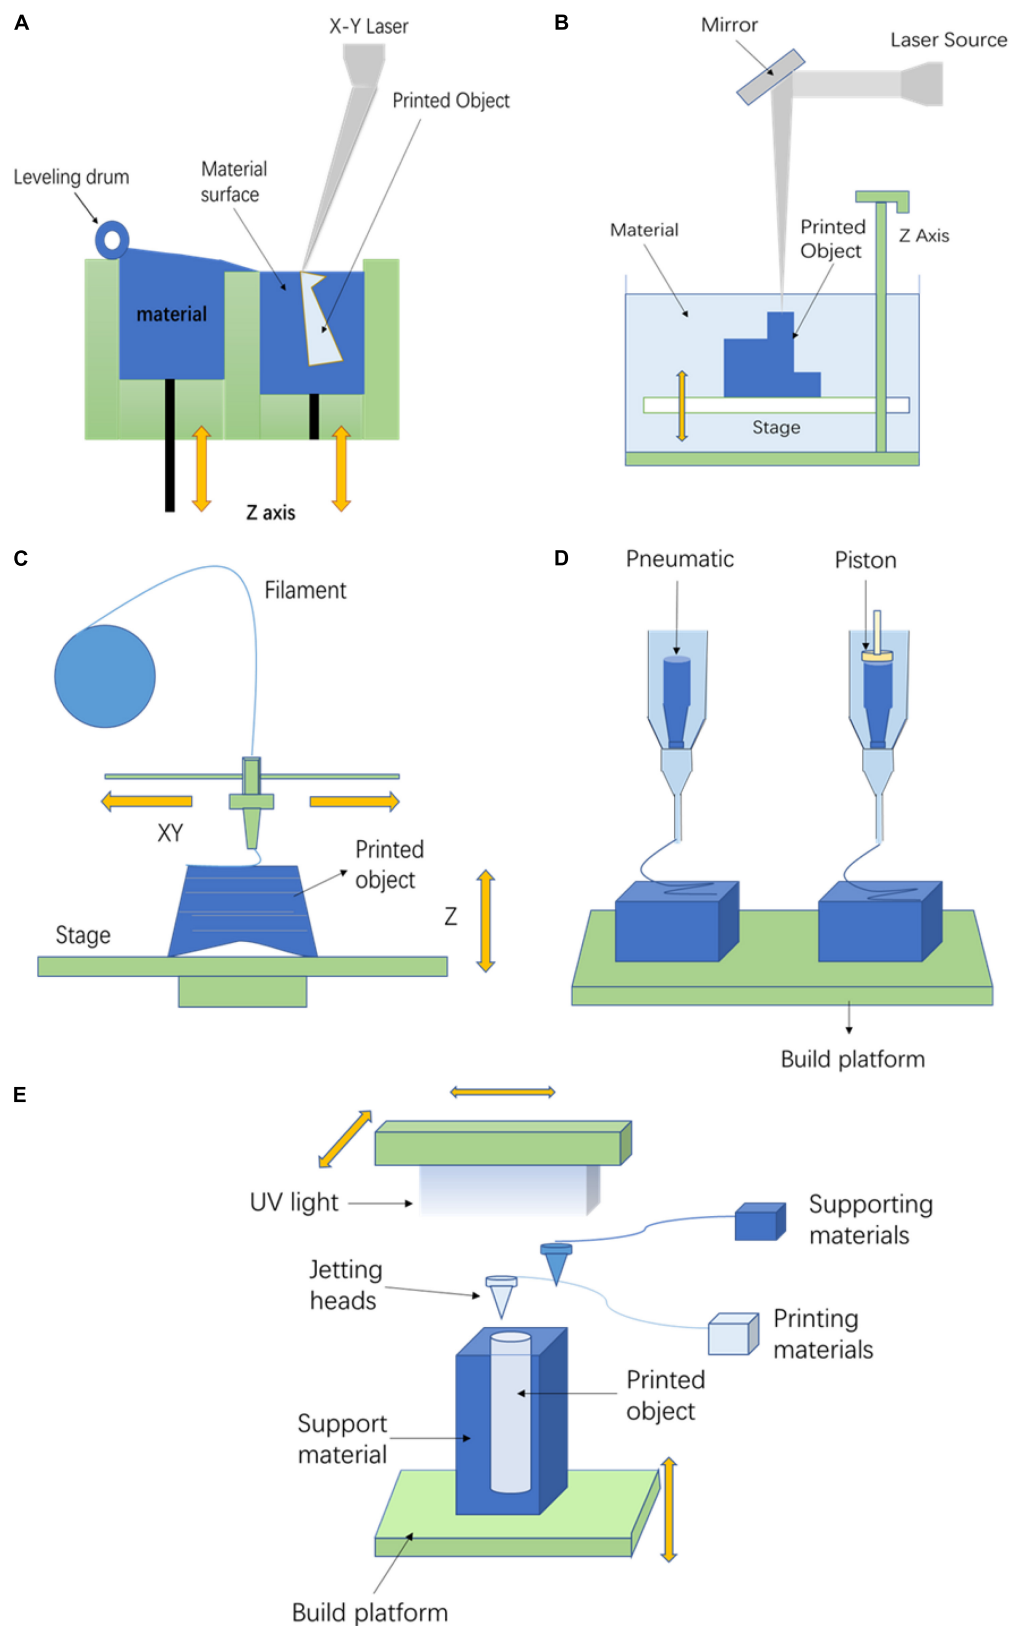 A
X-Y Laser
Printed Object
Material
surface
Leveling drum
material
Z axis
B
Mirror
Laser Source
Material
Printed
Object
Z Axis
Stage
C
Filament
XY
Printed
object
Z
Stage
D
Pneumatic
Piston
Build platform
E
UV light
Supporting
materials
Jetting
heads
Printing
materials
Printed
object
Support
material
Build platform